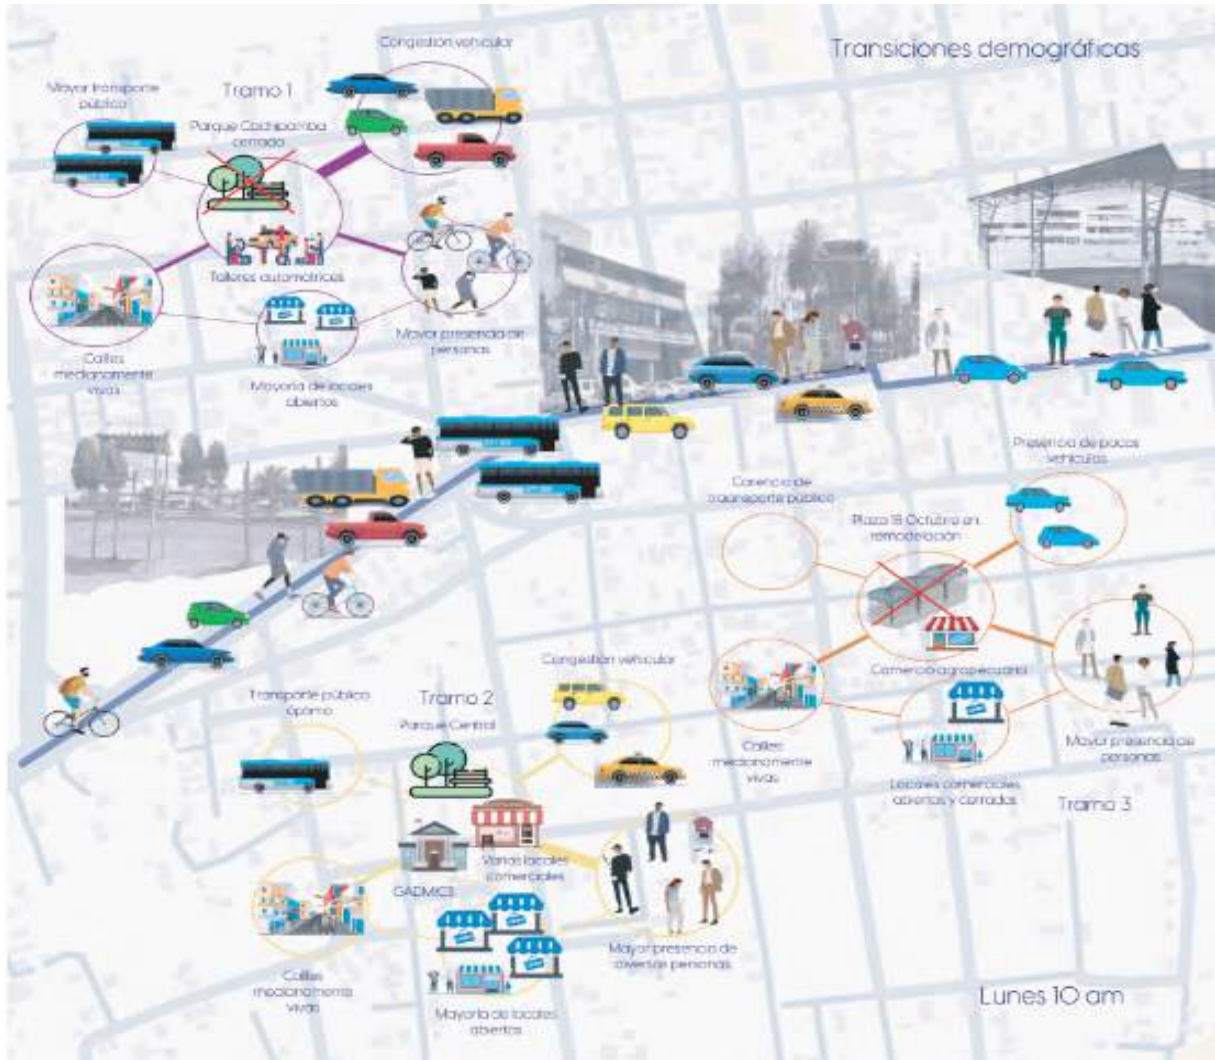 Transiciones demográficas
Congestión vehicular
Mayor transporte
público
Tramo 1
Parque Cachipamba
cerrado
Talleres automatrices
Calles
medianamente
vivas
Mayoría de locales
abiertos
Mayor presencia de
personas
Presencia de pocos
vehículos
Carencia de
transporte público
Plaza 18 Octubre en
remodelación
Comercio agropecuario
Calles
medianamente
vivas
Locales comerciales
abiertos y cerrados
Mayor presencia de
personas
Tramo 3
Congestión vehicular
Transporte público
óptimo
Tramo 2
Parque Central
Varios locales
comerciales
Calles
medianamente
vivas
Mayoría de locales
abiertos
Mayor presencia de
diversas personas
Lunes 10 am